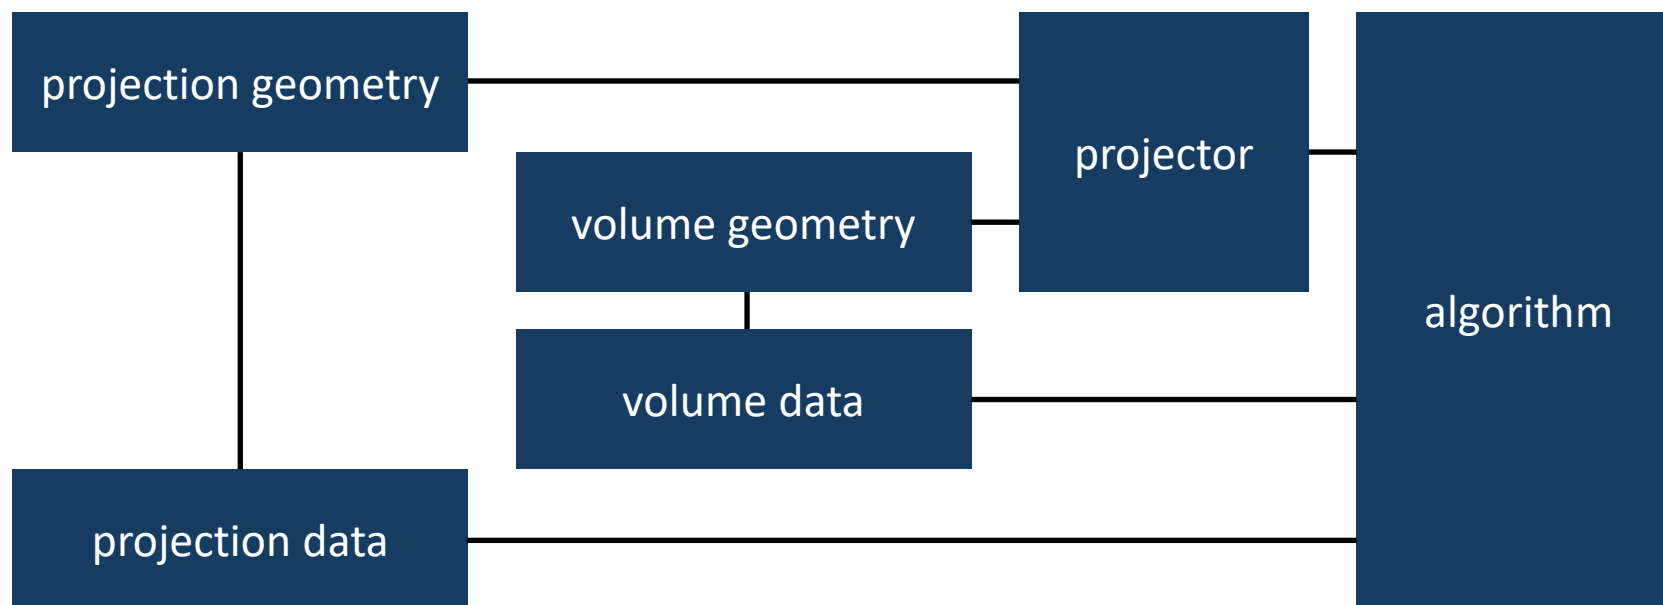 projection geometry
projector
volume geometry
algorithm
volume data
projection data